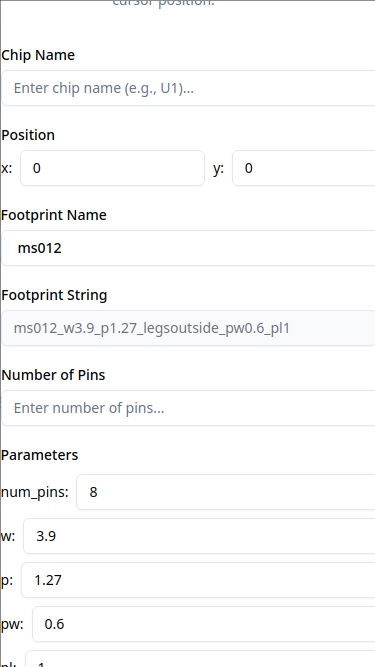 cursor position.
Chip Name
Enter chip name (e.g., U1)...
Position
x: 0 y: 0
Footprint Name
ms012
Footprint String
ms012_w3.9_p1.27_legsoutside_pw0.6_pl1
Number of Pins
Enter number of pins...
Parameters
num_pins: 8
w: 3.9
p: 1.27
pw: 0.6
pl: 1